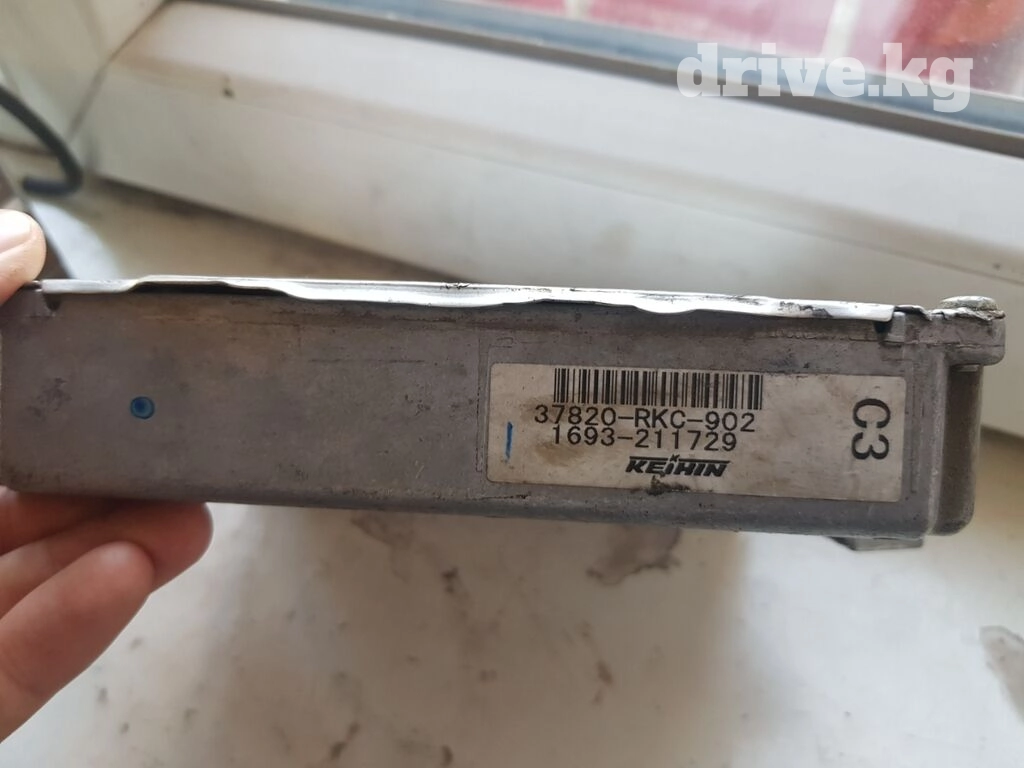 drive.kg
37820-RKC-902
1693-211729
KEIHIN
C3